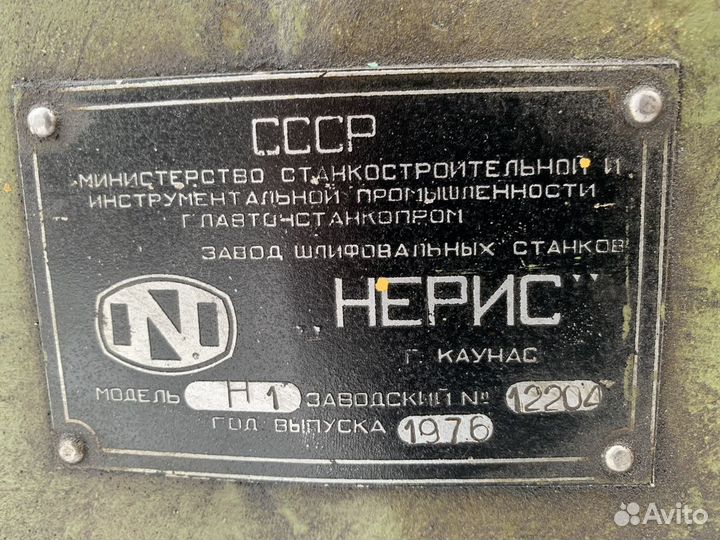 СССР
МИНИСТЕРСТВО СТАНКОСТРОИТЕЛЬНОЙ И
ИНСТРУМЕНТАЛЬНОЙ ПРОМЫШЛЕННОСТИ
ГЛАВТОЧСТАНКОПРОМ
ЗАВОД ШЛИФОВАЛЬНЫХ СТАНКОВ
N „НЕРИС"
Г. КАУНАС
МОДЕЛЬ Н1 ЗАВОДСКИЙ № 12204
ГОД ВЫПУСКА 1976
Avito